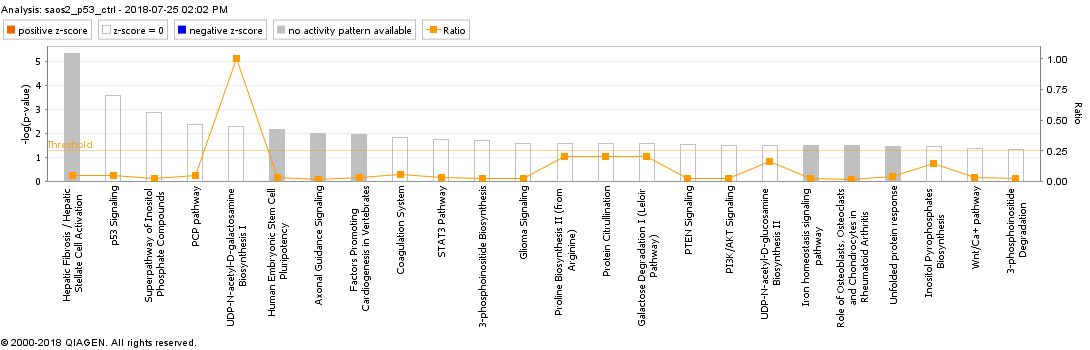 Analysis: saos2_p53_ctrl - 2018-07-25 02:02 PM
positive z-score
z-score = 0
negative z-score
no activity pattern available
Ratio
-log(p-value)
5
4
3
2
1
0
Threshold
1.00
0.75
0.50
0.25
0.00
Ratio
Hepatic Fibrosis / Hepatic
Stellate Cell Activation
p53 Signaling
Superpathway of Inositol
Phosphate Compounds
PCP pathway
UDP-N-acetyl-D-galactosamine
Biosynthesis I
Human Embryonic Stem Cell
Pluripotency
Axonal Guidance Signaling
Factors Promoting
Cardiogenesis in Vertebrates
Coagulation System
STAT3 Pathway
3-phosphoinositide Biosynthesis
Glioma Signaling
Proline Biosynthesis II (from
Arginine)
Protein Citrullination
Galactose Degradation I (Leloir
Pathway)
PTEN Signaling
PI3K/AKT Signaling
UDP-N-acetyl-D-glucosamine
Biosynthesis II
Iron homeostasis signaling
pathway
Role of Osteoblasts, Osteoclasts
and Chondrocytes in
Rheumatoid Arthritis
Unfolded protein response
Inositol Pyrophosphates
Biosynthesis
Wnt/Ca+ pathway
3-phosphoinositide
Degradation
© 2000-2018 QIAGEN. All rights reserved.